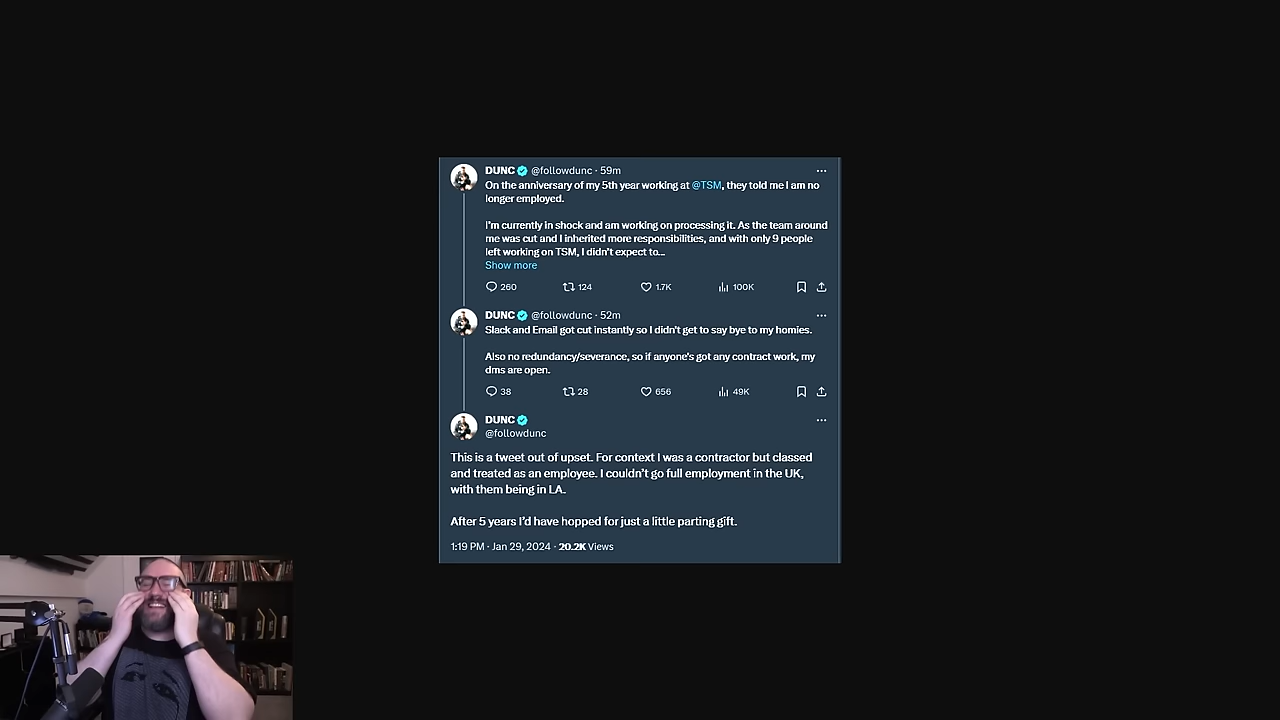 DUNC @followdunc · 59m
On the anniversary of my 5th year working at @TSM, they told me I am no
longer employed.
I'm currently in shock and am working on processing it. As the team around
me was cut and I inherited more responsibilities, and with only 9 people
left working on TSM, I didn't expect to...
Show more
260 124 1.7K 100K
DUNC @followdunc · 52m
Slack and Email got cut instantly so I didn't get to say bye to my homies.
Also no redundancy/severance, so if anyone's got any contract work, my
dms are open.
38 28 656 49K
DUNC
@followdunc
This is a tweet out of upset. For context I was a contractor but classed
and treated as an employee. I couldn't go full employment in the UK,
with them being in LA.
After 5 years I'd have hopped for just a little parting gift.
1:19 PM · Jan 29, 2024 · 20.2K Views